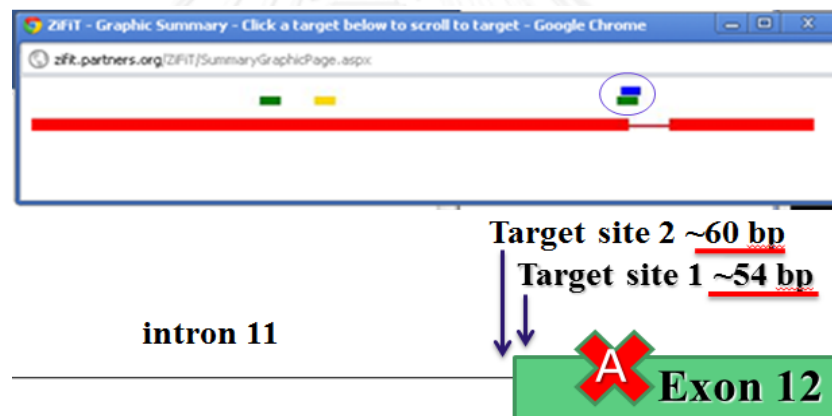 ZiFiT - Graphic Summary - Click a target below to scroll to target - Google Chrome
zifit.partners.org/ZiFiT/SummaryGraphicPage.aspx
Target site 2 ~60 bp
Target site 1 ~54 bp
intron 11
A
Exon 12